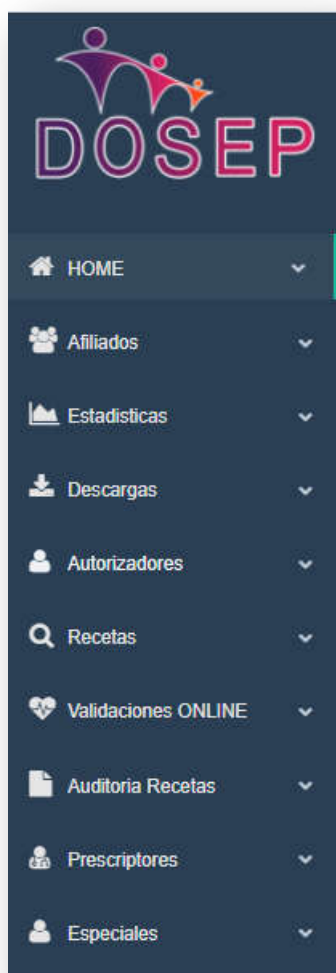 DOSEP
HOME
Afiliados
Estadisticas
Descargas
Autorizadores
Recetas
Validaciones ONLINE
Auditoria Recetas
Prescriptores
Especiales